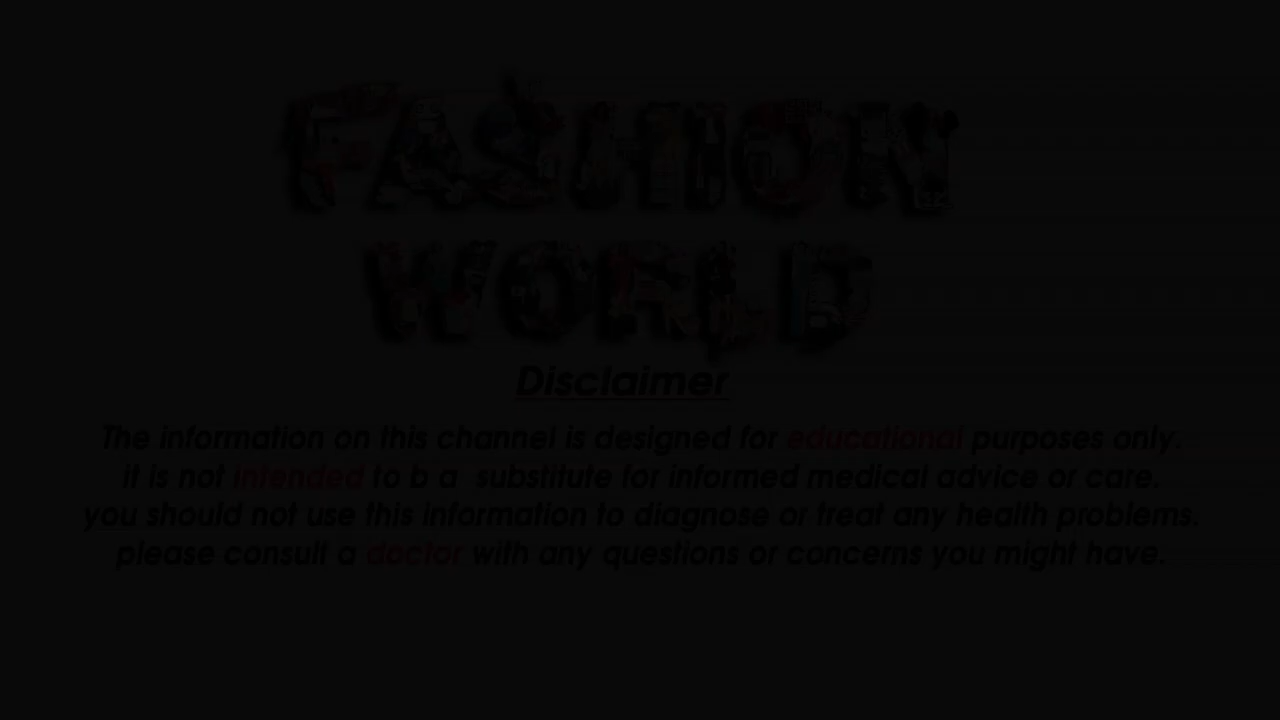 FASHION
WORLD
Disclaimer
The information on this channel is designed for educational purposes only.
it is not intended to b a substitute for informed medical advice or care.
you should not use this information to diagnose or treat any health problems.
please consult a doctor with any questions or concerns you might have.